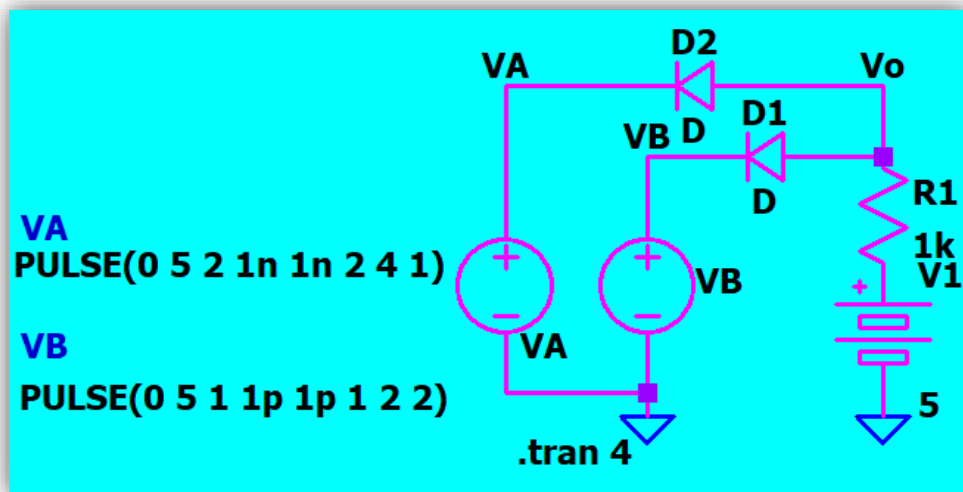 D2
VA
Vo
D1
VB
D
D
R1
VA
PULSE(0 5 2 1n 1n 2 4 1)
1k
V1
+
+
+
VB
−
−
VA
VB
PULSE(0 5 1 1p 1p 1 2 2)
5
.tran 4